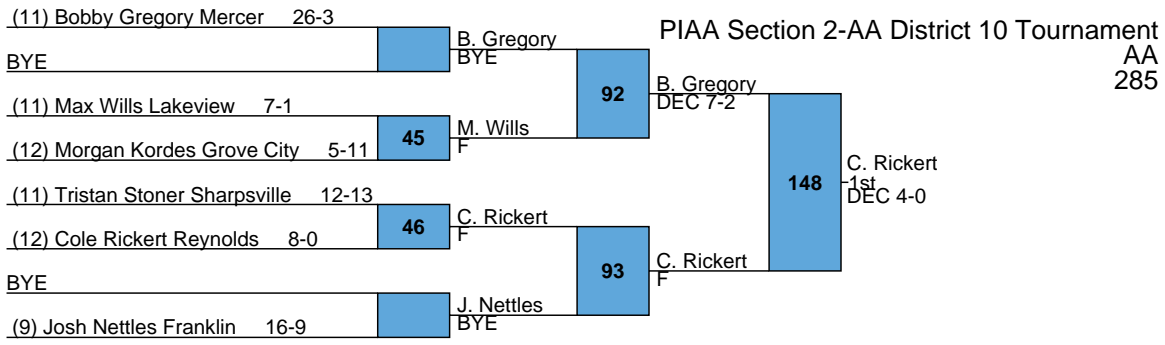 PIAA Section 2-AA District 10 Tournament
AA
285
(11) Bobby Gregory Mercer 26-3
BYE
(11) Max Wills Lakeview 7-1
(12) Morgan Kordes Grove City 5-11
(11) Tristan Stoner Sharpsville 12-13
(12) Cole Rickert Reynolds 8-0
BYE
(9) Josh Nettles Franklin 16-9
45
46
B. Gregory
BYE
M. Wills
F
C. Rickert
F
J. Nettles
BYE
92
93
B. Gregory
DEC 7-2
C. Rickert
F
148
C. Rickert
1st
DEC 4-0